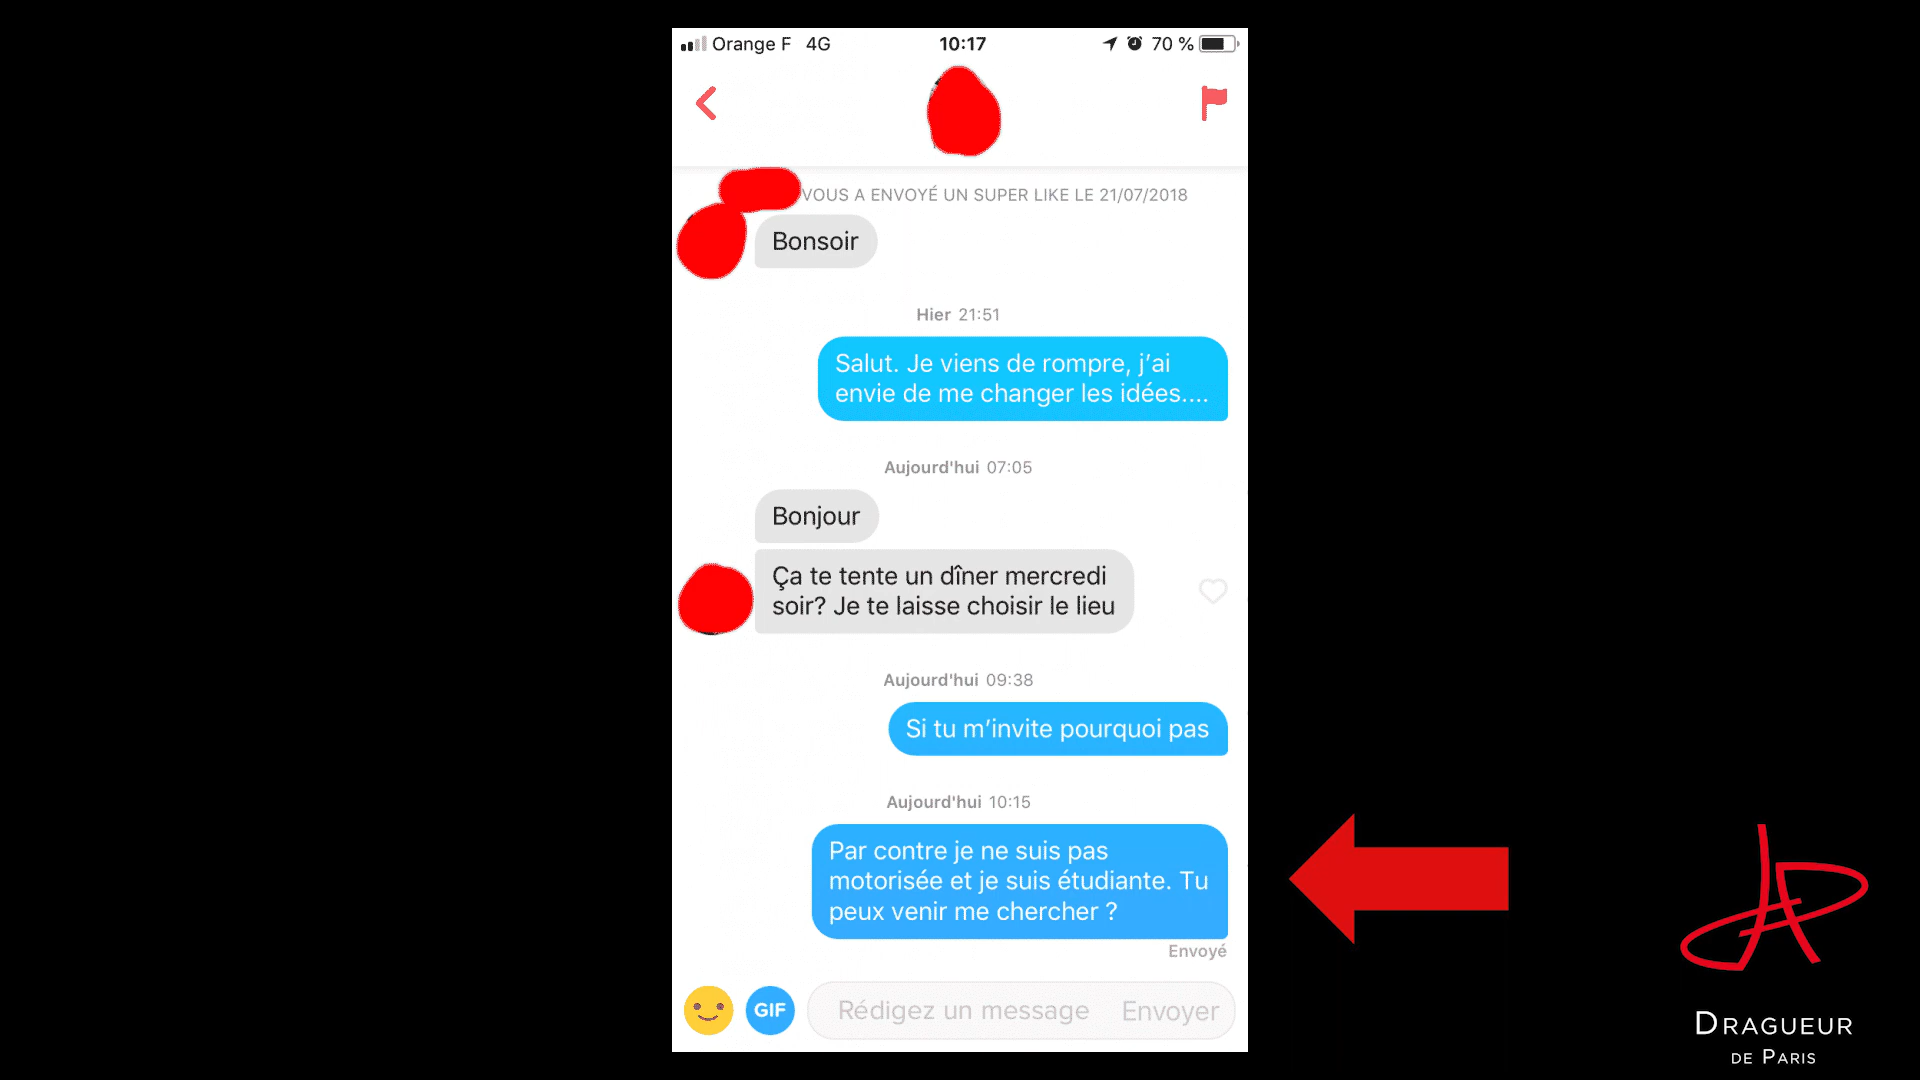 Orange F 4G 10:17 70 %
VOUS A ENVOYÉ UN SUPER LIKE LE 21/07/2018
Bonsoir
Hier 21:51
Salut. Je viens de rompre, j’ai
envie de me changer les idées....
Aujourd'hui 07:05
Bonjour
Ça te tente un dîner mercredi
soir? Je te laisse choisir le lieu
Aujourd'hui 09:38
Si tu m’invite pourquoi pas
Aujourd'hui 10:15
Par contre je ne suis pas
motorisée et je suis étudiante. Tu
peux venir me chercher ?
Envoyé
GIF Rédigez un message Envoyer
DRAGUEUR
DE PARIS